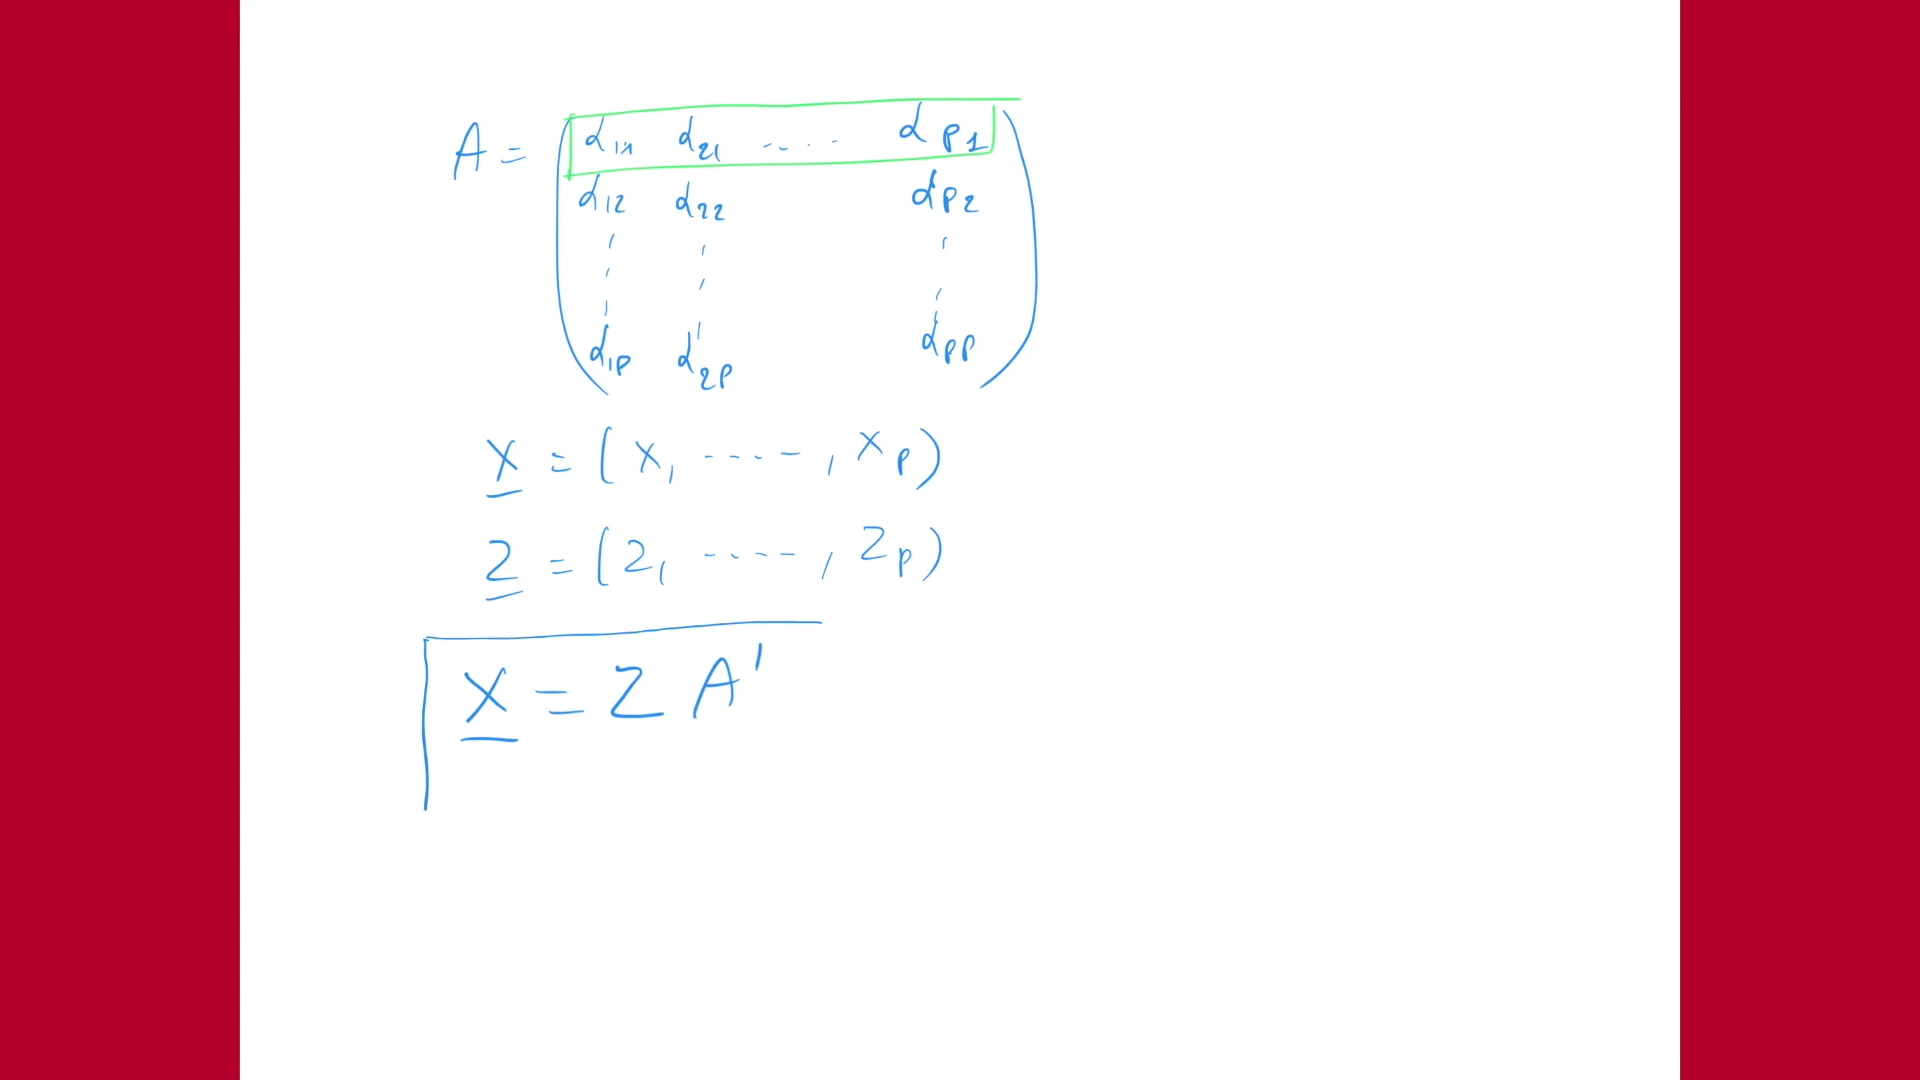 A = ( α₁₁ α₂₁ ..... αₚ₁
α₁₂ α₂₂ αₚ₂
α₁ₚ α₂ₚ αₚₚ )
X = ( X₁ ----- , Xₚ )
Z = ( Z₁ ----- , Zₚ )
X = Z A'